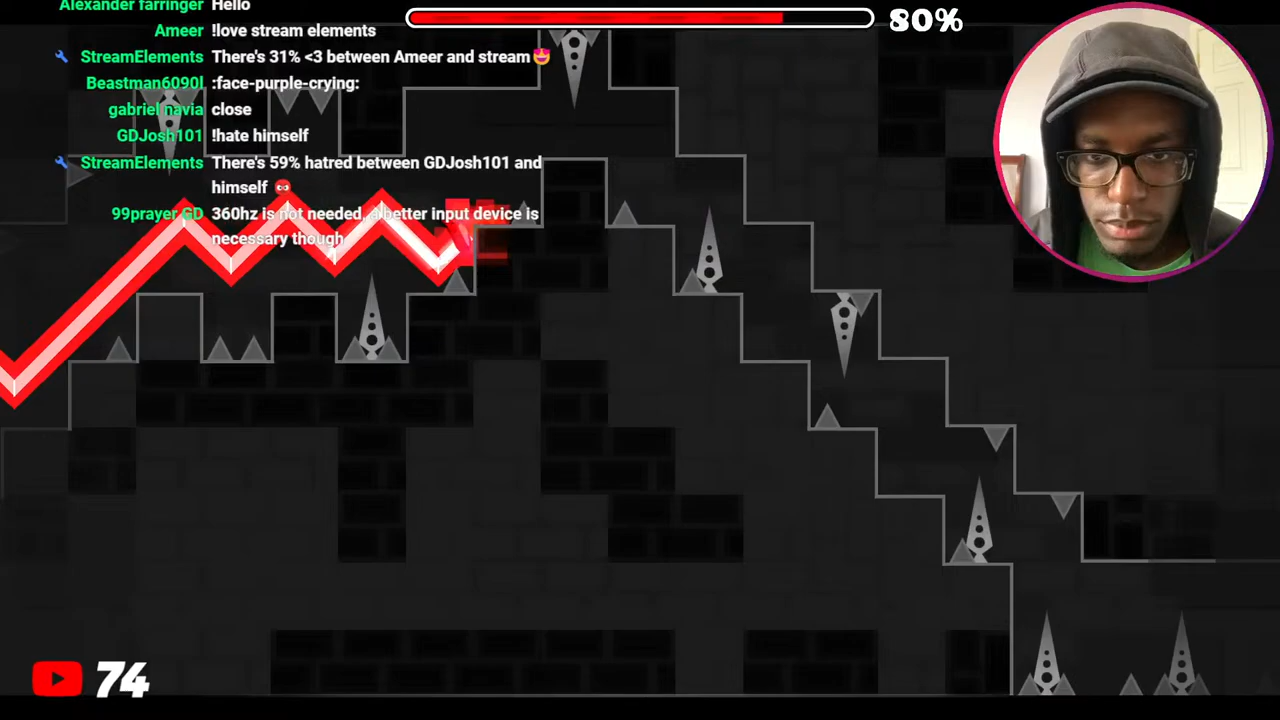 Alexander farringer Hello
80%
Ameer !love stream elements
StreamElements There's 31% <3 between Ameer and stream
Beastman6090l :face-purple-crying:
gabriel navia close
GDJosh101 !hate himself
StreamElements There's 59% hatred between GDJosh101 and
himself
99prayer GD 360hz is not needed, a better input device is
necessary though
74